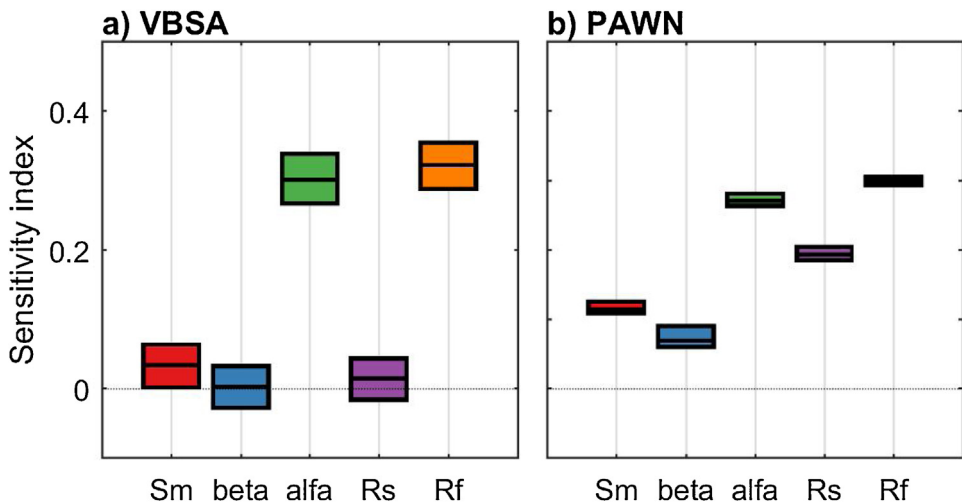 a) VBSA
b) PAWN
Sensitivity index
0.4
0.2
0
Sm beta alfa Rs Rf
Sm beta alfa Rs Rf